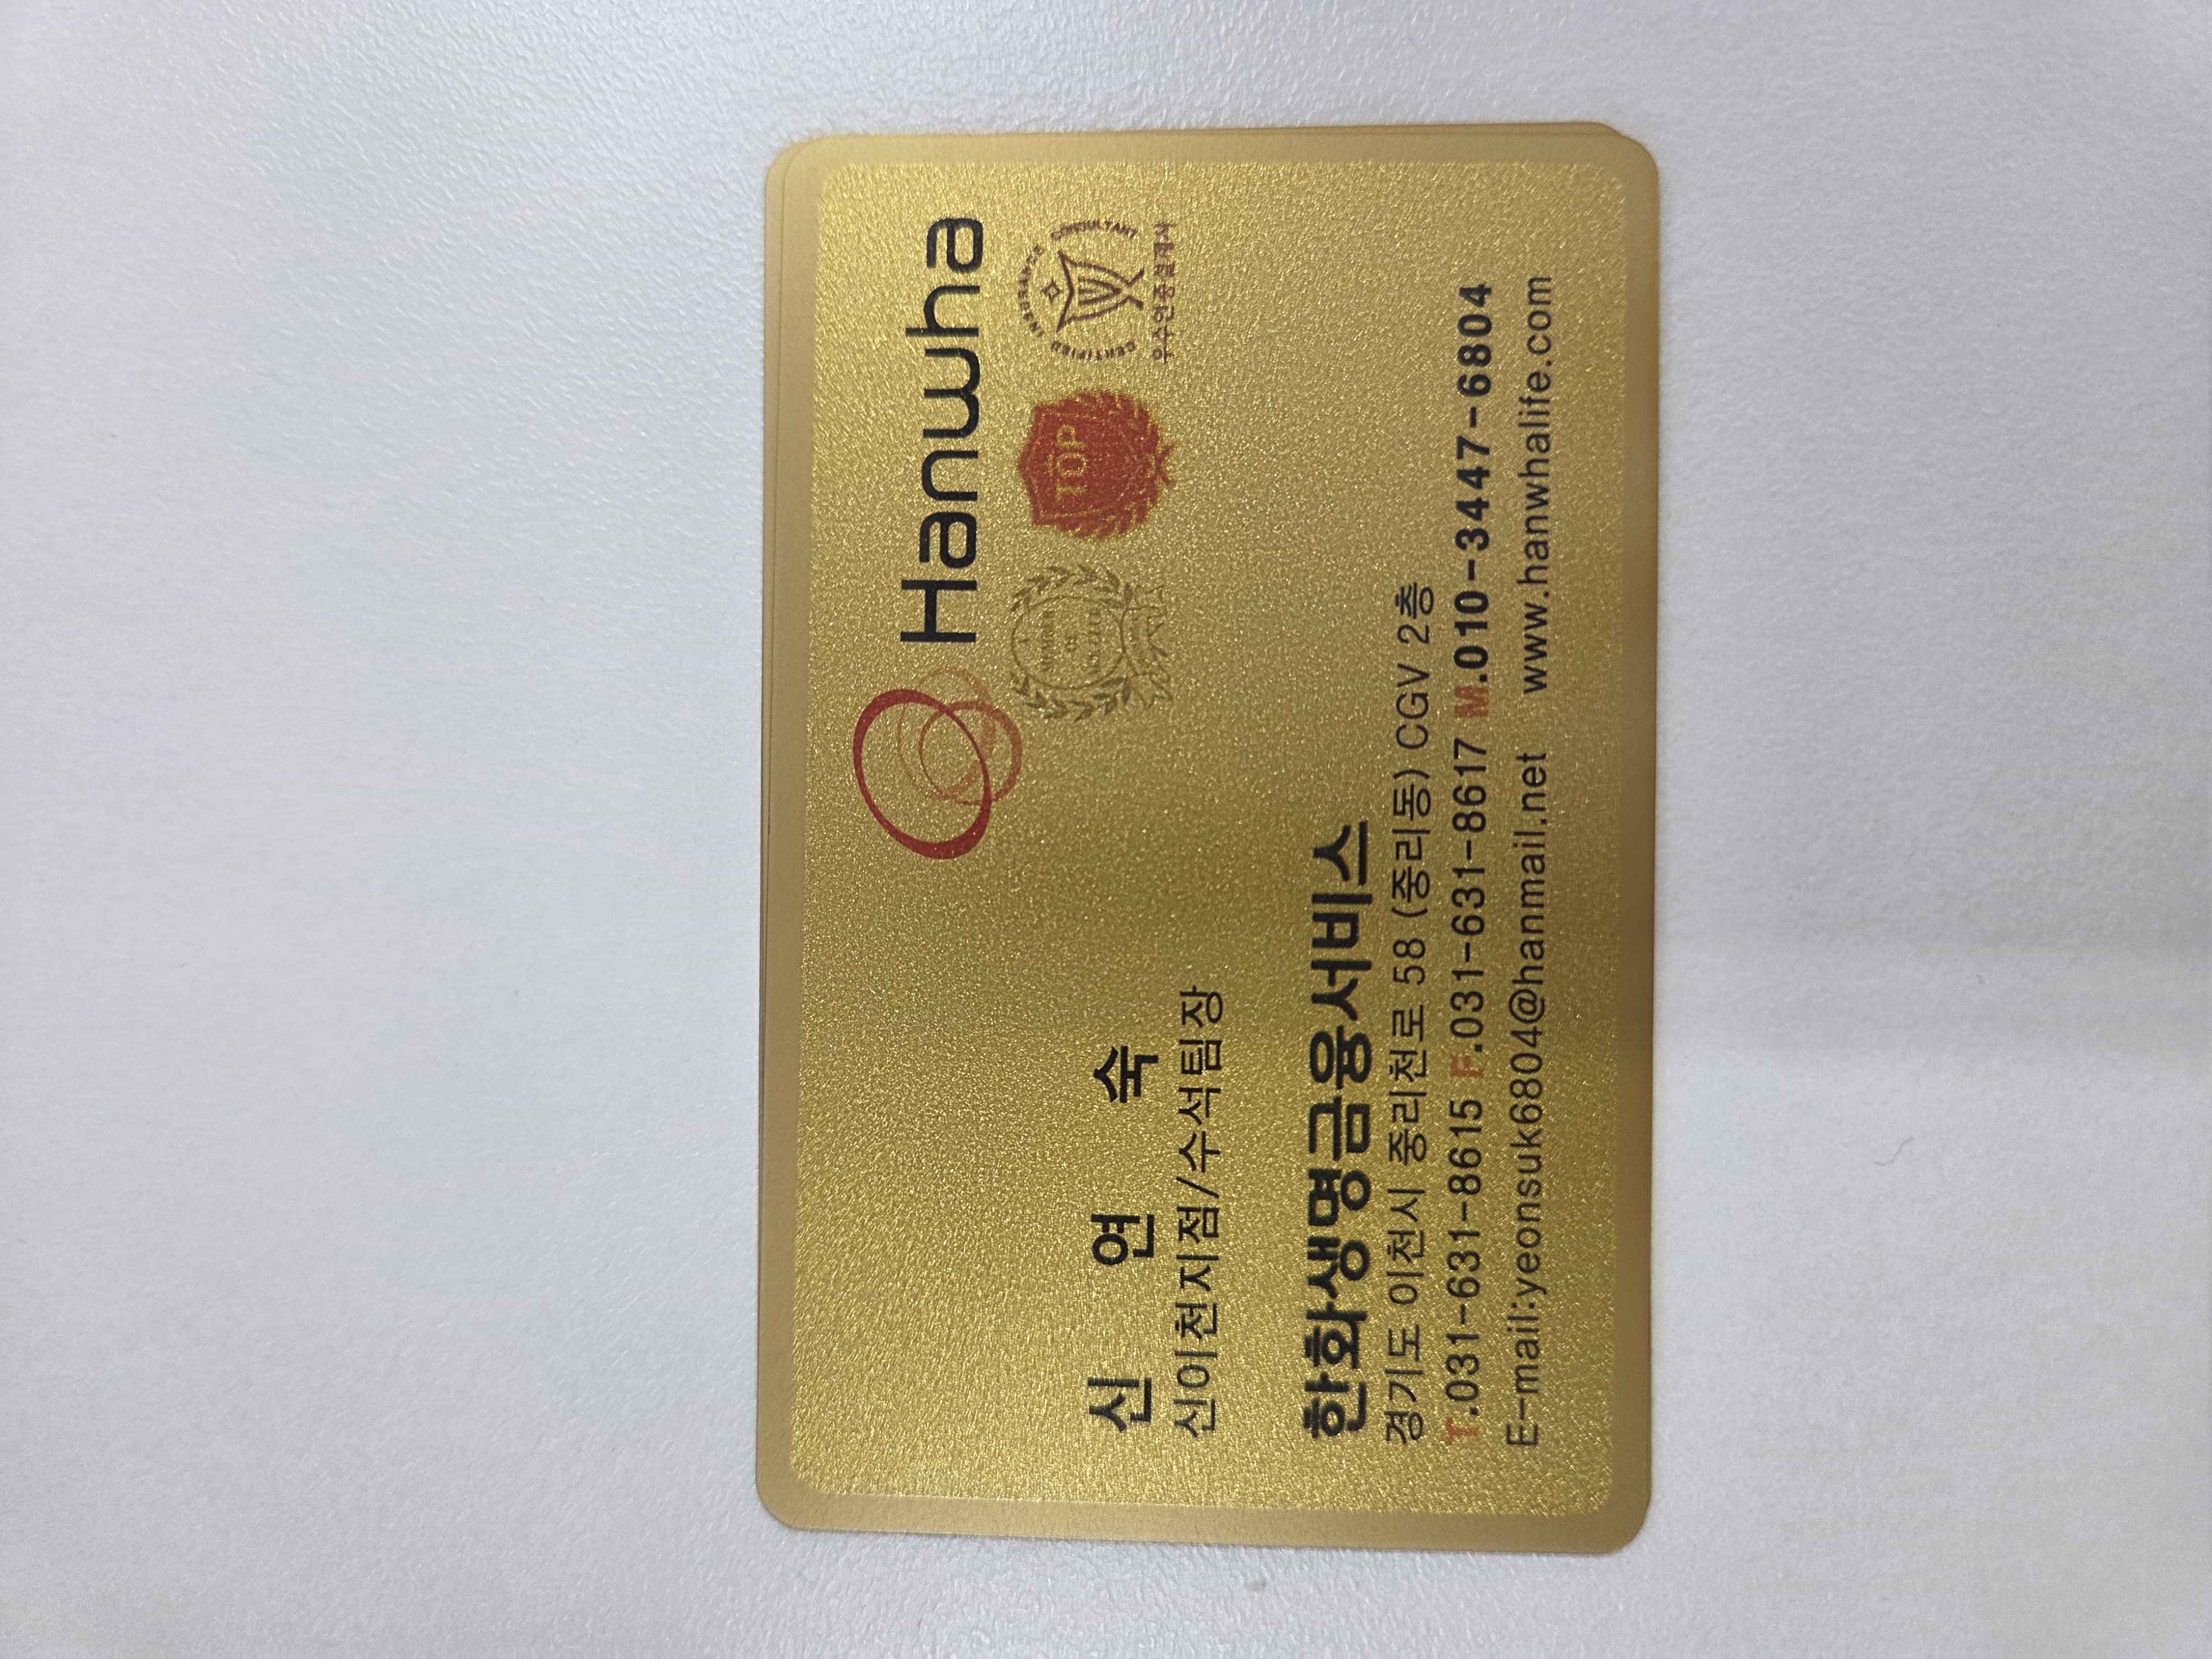 Hanwha
TOP
CERTIFIED INSURANCE CONSULTANT
우수인증설계사
신 연 숙
신이천지점/수석팀장
한화생명금융서비스
경기도 이천시 중리천로 58 (중리동) CGV 2층
T.031-631-8615 F.031-631-8617 M.010-3447-6804
E-mail:yeonsuk6804@hanmail.net www.hanwhalife.com